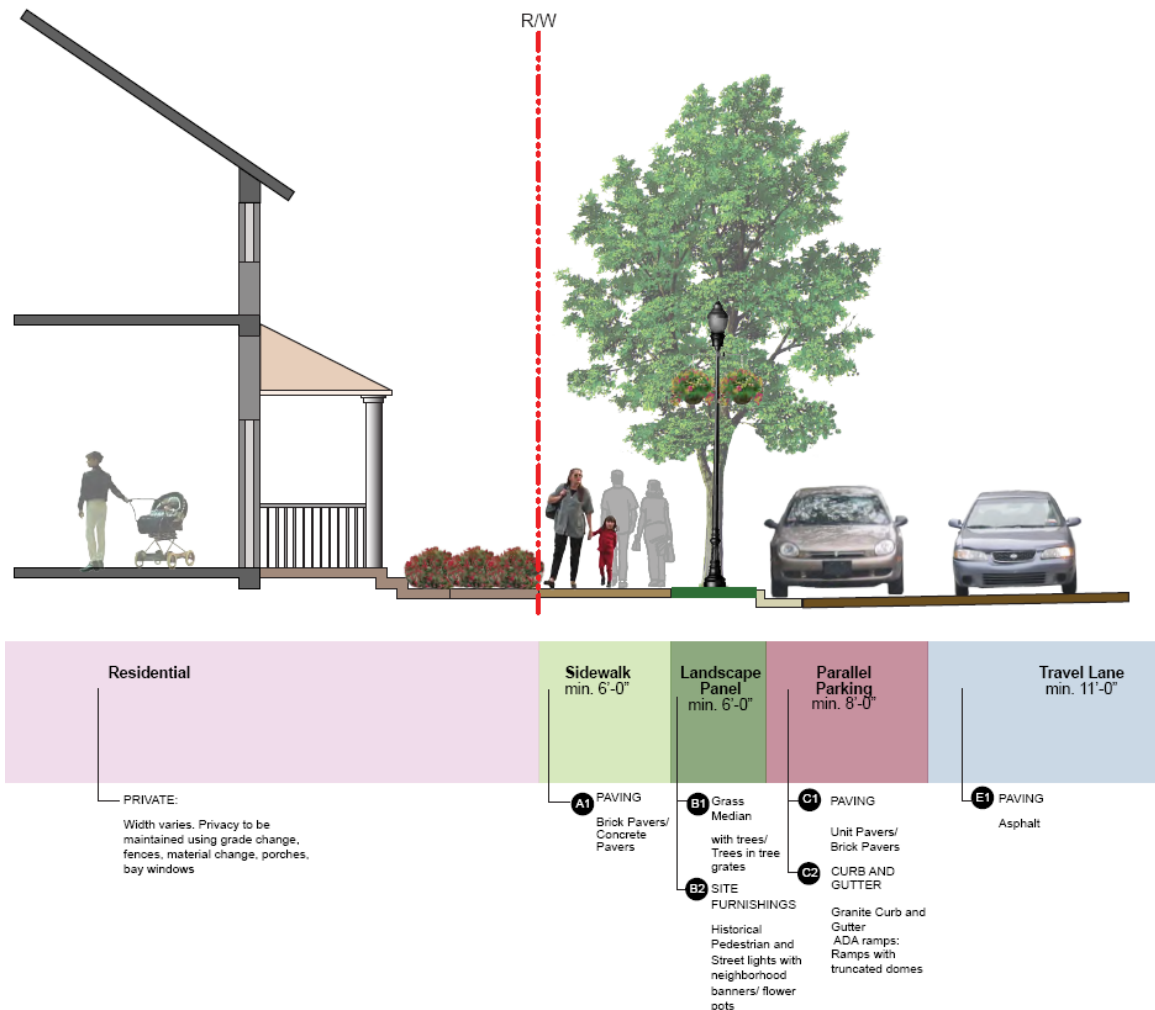 R/W
Residential
Sidewalk
min. 6'-0"
Landscape
Panel
min. 6'-0"
Parallel
Parking
min. 8'-0"
Travel Lane
min. 11'-0"
PRIVATE:
Width varies. Privacy to be
maintained using grade change,
fences, material change, porches,
bay windows
A1 PAVING
Brick Pavers/
Concrete
Pavers
B1 Grass
Median
with trees/
Trees in tree
grates
B2 SITE
FURNISHINGS
Historical
Pedestrian and
Street lights with
neighborhood
banners/ flower
pots
C1 PAVING
Unit Pavers/
Brick Pavers
C2 CURB AND
GUTTER
Granite Curb and
Gutter
ADA ramps:
Ramps with
truncated domes
E1 PAVING
Asphalt